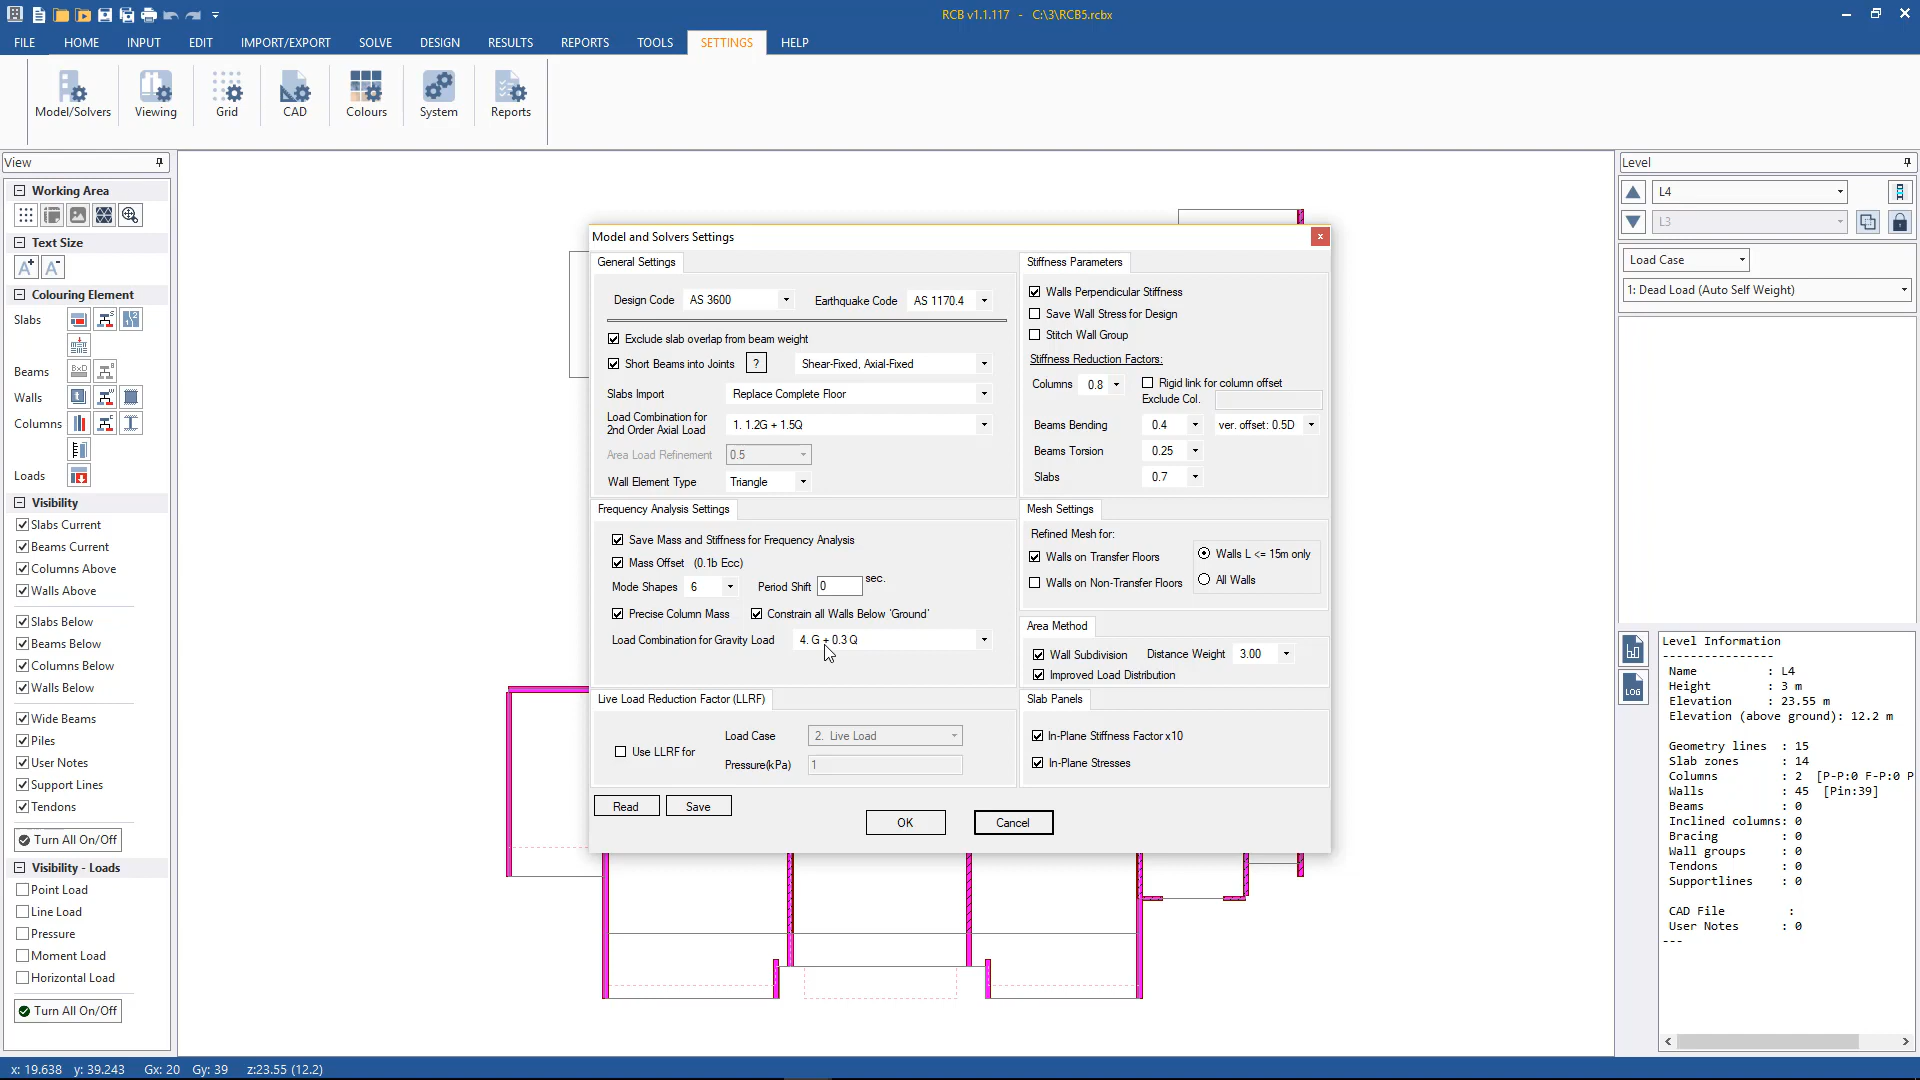 RCB v1.1.117 - C:\3\RCB5.rcbx
FILE HOME INPUT EDIT IMPORT/EXPORT SOLVE DESIGN RESULTS REPORTS TOOLS SETTINGS HELP
Model/Solvers Viewing Grid CAD Colours System Reports
View
Working Area
Text Size
A+ A-
Colouring Element
Slabs
Beams
BxD
Walls
Columns
Loads
Visibility
Slabs Current
Beams Current
Columns Above
Walls Above
Slabs Below
Beams Below
Columns Below
Walls Below
Wide Beams
Piles
User Notes
Support Lines
Tendons
Turn All On/Off
Visibility - Loads
Point Load
Line Load
Pressure
Moment Load
Horizontal Load
Turn All On/Off
Model and Solvers Settings
x
General Settings
Design Code AS 3600 Earthquake Code AS 1170.4
Exclude slab overlap from beam weight
Short Beams into Joints ? Shear-Fixed, Axial-Fixed
Slabs Import Replace Complete Floor
Load Combination for
2nd Order Axial Load 1. 1.2G + 1.5Q
Area Load Refinement 0.5
Wall Element Type Triangle
Frequency Analysis Settings
Save Mass and Stiffness for Frequency Analysis
Mass Offset (0.1b Ecc)
Mode Shapes 6 Period Shift 0 sec.
Precise Column Mass Constrain all Walls Below 'Ground'
Load Combination for Gravity Load 4. G + 0.3 Q
Live Load Reduction Factor (LLRF)
Use LLRF for
Load Case 2. Live Load
Pressure(kPa) 1
Read Save OK Cancel
Stiffness Parameters
Walls Perpendicular Stiffness
Save Wall Stress for Design
Stitch Wall Group
Stiffness Reduction Factors:
Columns 0.8 Rigid link for column offset
Exclude Col.
Beams Bending 0.4 ver. offset: 0.5D
Beams Torsion 0.25
Slabs 0.7
Mesh Settings
Refined Mesh for:
Walls on Transfer Floors
Walls on Non-Transfer Floors
Walls L <= 15m only
All Walls
Area Method
Wall Subdivision Distance Weight 3.00
Improved Load Distribution
Slab Panels
In-Plane Stiffness Factor x10
In-Plane Stresses
Level
L4
L3
Load Case
1: Dead Load (Auto Self Weight)
LOG
Level Information
----------------
Name : L4
Height : 3 m
Elevation : 23.55 m
Elevation (above ground): 12.2 m
Geometry lines : 15
Slab zones : 14
Columns : 2 [P-P:0 F-P:0 P
Walls : 45 [Pin:39]
Beams : 0
Inclined columns: 0
Bracing : 0
Wall groups : 0
Tendons : 0
Supportlines : 0
CAD File :
User Notes : 0
---
x: 19.638 y: 39.243 Gx: 20 Gy: 39 z:23.55 (12.2)